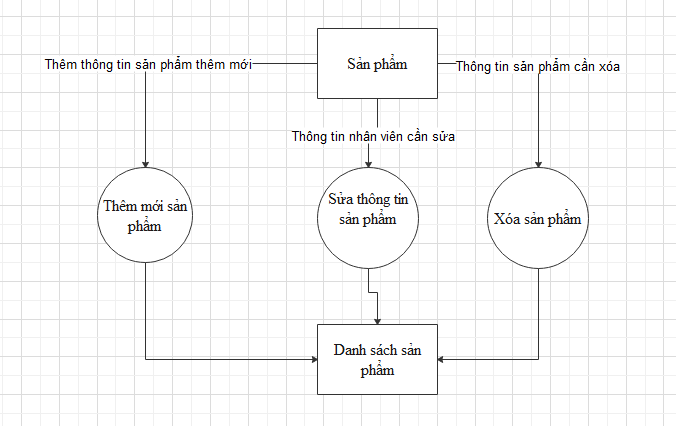 Sản phẩm
Thêm thông tin sản phẩm thêm mới
Thông tin sản phẩm cần xóa
Thông tin nhân viên cần sửa
Thêm mới sản
phẩm
Sửa thông tin
sản phẩm
Xóa sản phẩm
Danh sách sản
phẩm